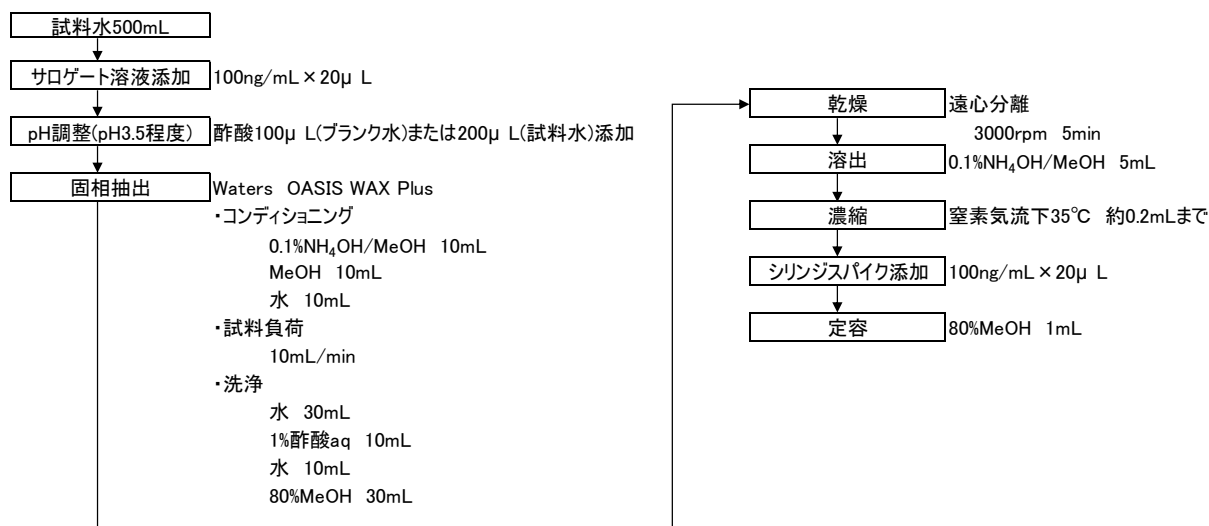 試料水500mL
サロゲート溶液添加 100ng/mL×20μL
pH調整(pH3.5程度) 酢酸100μL(ブランク水)または200μL(試料水)添加
固相抽出 Waters OASIS WAX Plus
・コンディショニング
0.1%NH₄OH/MeOH 10mL
MeOH 10mL
水 10mL
・試料負荷
10mL/min
・洗浄
水 30mL
1%酢酸aq 10mL
水 10mL
80%MeOH 30mL
乾燥 遠心分離
3000rpm 5min
溶出 0.1%NH₄OH/MeOH 5mL
濃縮 窒素気流下35℃ 約0.2mLまで
シリンジスパイク添加 100ng/mL×20μL
定容 80%MeOH 1mL